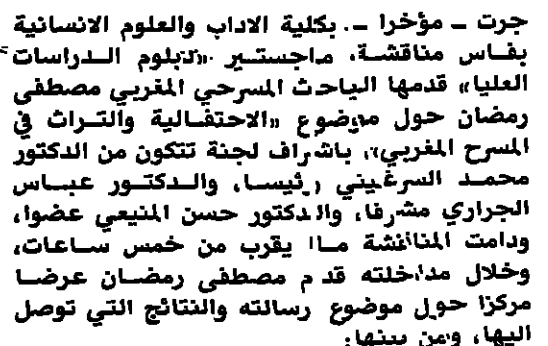 جرت ـ مؤخرا ـ. بكلية الاداب والعلوم الانسانية
بفاس مناقشة، ماجستير «دبلوم الدراسات
العليا» قدمها الباحث المسرحي المغربي مصطفى
رمضان حول موضوع «الاحتفالية والتراث في
المسرح المغربي»، باشراف لجنة تتكون من الدكتور
محمد السرغيني رئيسا، والدكتور عباس
الجراري مشرفا، والدكتور حسن المنيعي عضوا،
ودامت المناقشة ما يقرب من خمس ساعات،
وخلال مداخلته قدم مصطفى رمضان عرضا
مركزا حول موضوع رسالته والنتائج التي توصل
اليها، ومن بينها: